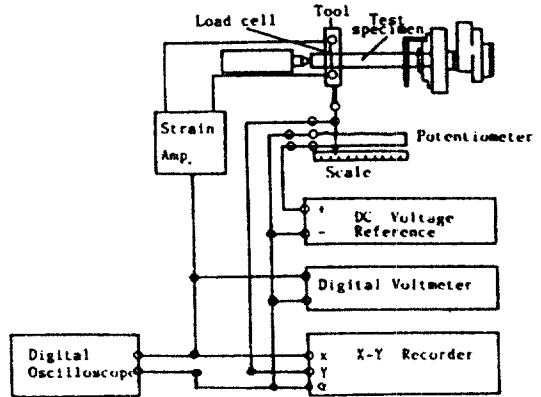 Tool
Load cell
Test
specimen
Strain
Amp.
Potentiometer
Scale
+ DC Voltage
- Reference
Digital Voltmeter
Digital
Oscilloscope
x X-Y Recorder
Y